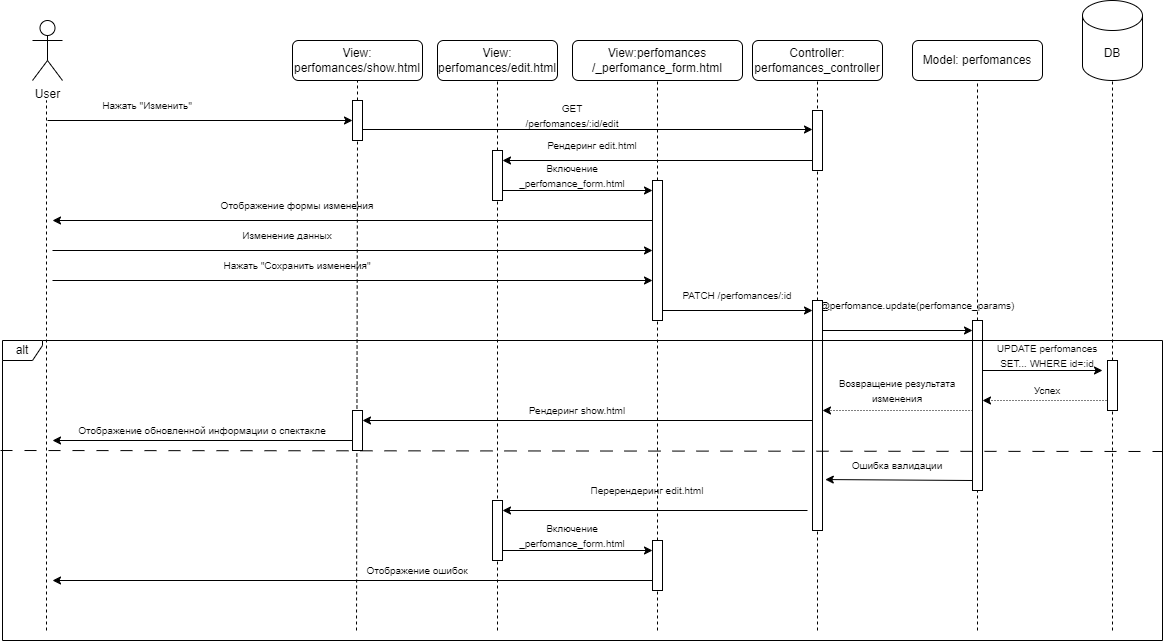 User
View:
perfomances/show.html
View:
perfomances/edit.html
View:perfomances
/_perfomance_form.html
Controller:
perfomances_controller
Model: perfomances
DB
Нажать "Изменить"
GET
/perfomances/:id/edit
Рендеринг edit.html
Включение
_perfomance_form.html
Отображение формы изменения
Изменение данных
Нажать "Сохранить изменения"
PATCH /perfomances/:id
@perfomance.update(perfomance_params)
alt
UPDATE perfomances
SET... WHERE id=:id
Успех
Возвращение результата
изменения
Рендеринг show.html
Отображение обновленной информации о спектакле
Ошибка валидации
Перерендеринг edit.html
Включение
_perfomance_form.html
Отображение ошибок